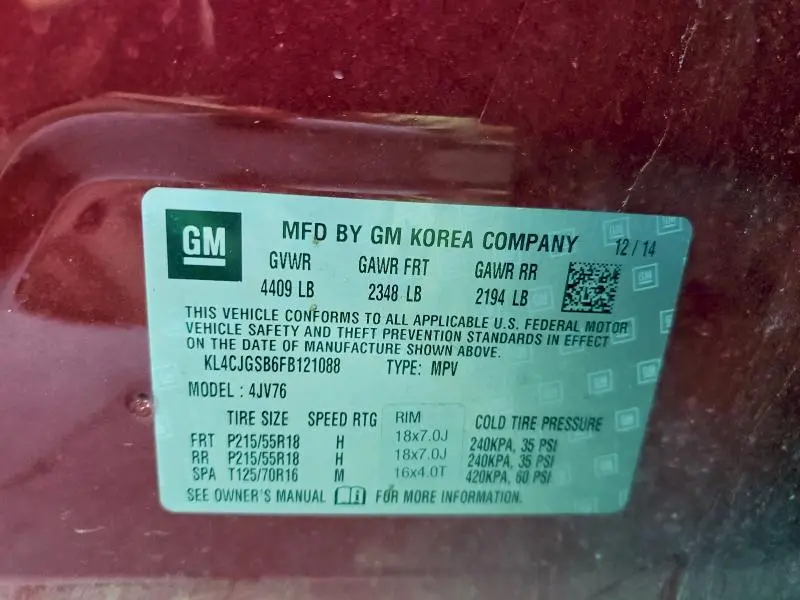 GM
MFD BY GM KOREA COMPANY 12 / 14
GVWR GAWR FRT GAWR RR
4409 LB 2348 LB 2194 LB
THIS VEHICLE CONFORMS TO ALL APPLICABLE U.S. FEDERAL MOTOR
VEHICLE SAFETY AND THEFT PREVENTION STANDARDS IN EFFECT
ON THE DATE OF MANUFACTURE SHOWN ABOVE.
KL4CJGSB6FB121088 TYPE: MPV
MODEL : 4JV76
TIRE SIZE SPEED RTG RIM COLD TIRE PRESSURE
FRT P215/55R18 H 18x7.0J 240KPA, 35 PSI
RR P215/55R18 H 18x7.0J 240KPA, 35 PSI
SPA T125/70R16 M 16x4.0T 420KPA, 60 PSI
SEE OWNER'S MANUAL FOR MORE INFORMATION.